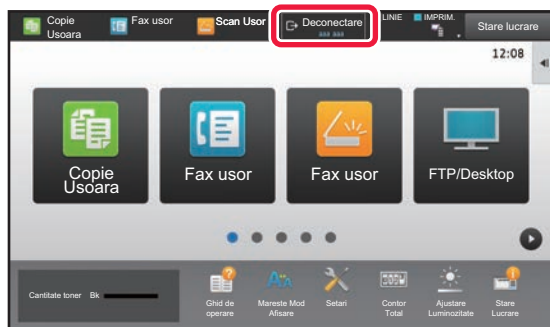 Copie
Usoara
Fax usor
Scan Usor
Deconectare
LINIE
IMPRIM.
Stare lucrare
12:08
Copie
Usoara
Fax usor
Fax usor
FTP/Desktop
Cantitate toner Bk
Ghid de
operare
Mareste Mod
Afisare
Setari
Contor
Total
Ajustare
Luminozitate
Stare
Lucrare